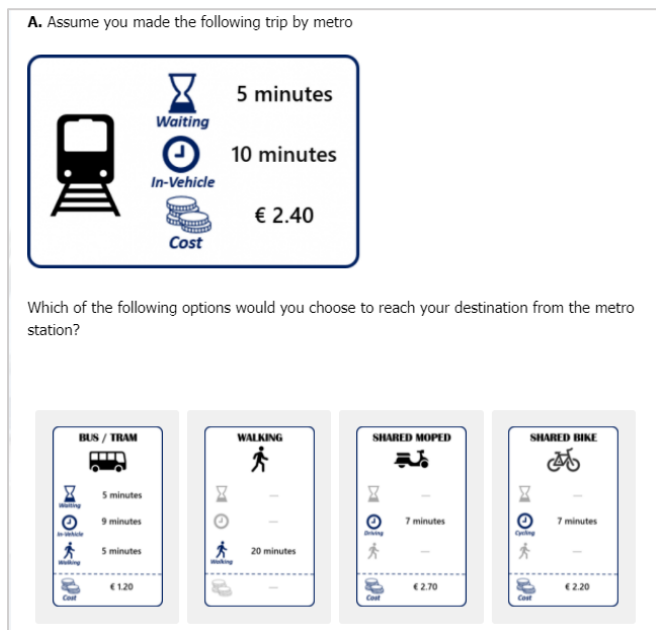 A. Assume you made the following trip by metro
Waiting
5 minutes
In-Vehicle
10 minutes
Cost
€ 2.40
Which of the following options would you choose to reach your destination from the metro
station?
BUS / TRAM
Waiting
5 minutes
In-Vehicle
9 minutes
Walking
5 minutes
Cost
€ 1.20
WALKING
—
—
Walking
20 minutes
—
SHARED MOPED
—
Driving
7 minutes
—
Cost
€ 2.70
SHARED BIKE
—
Cycling
7 minutes
—
Cost
€ 2.20